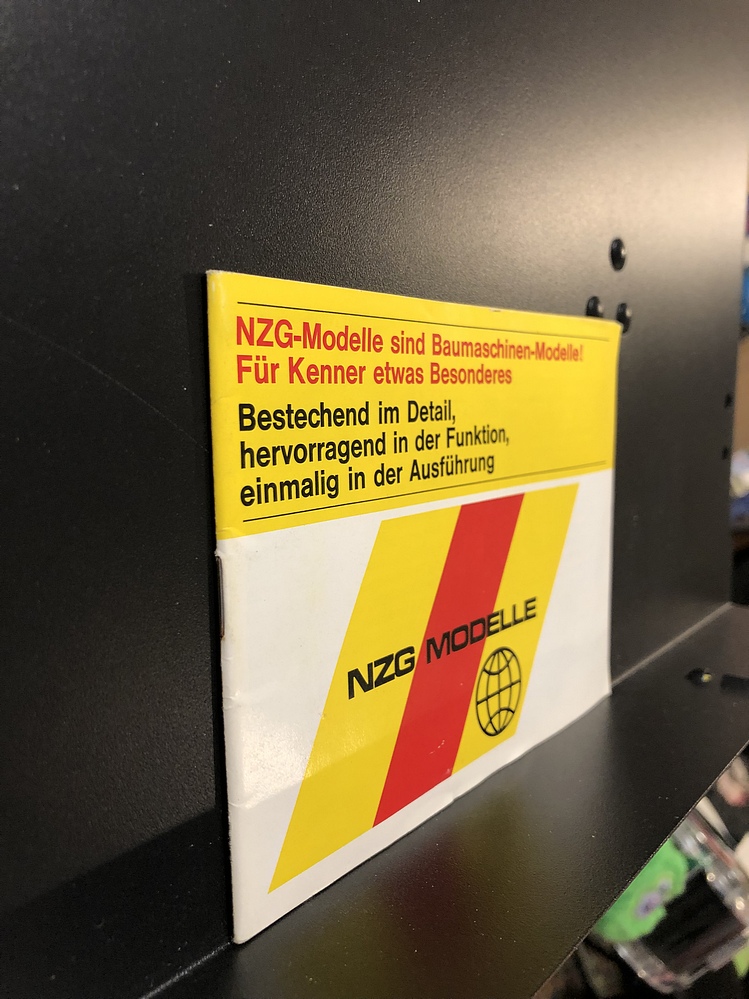 NZG-Modelle sind Baumaschinen-Modelle!
Für Kenner etwas Besonderes
Bestechend im Detail,
hervorragend in der Funktion,
einmalig in der Ausführung
NZG MODELLE